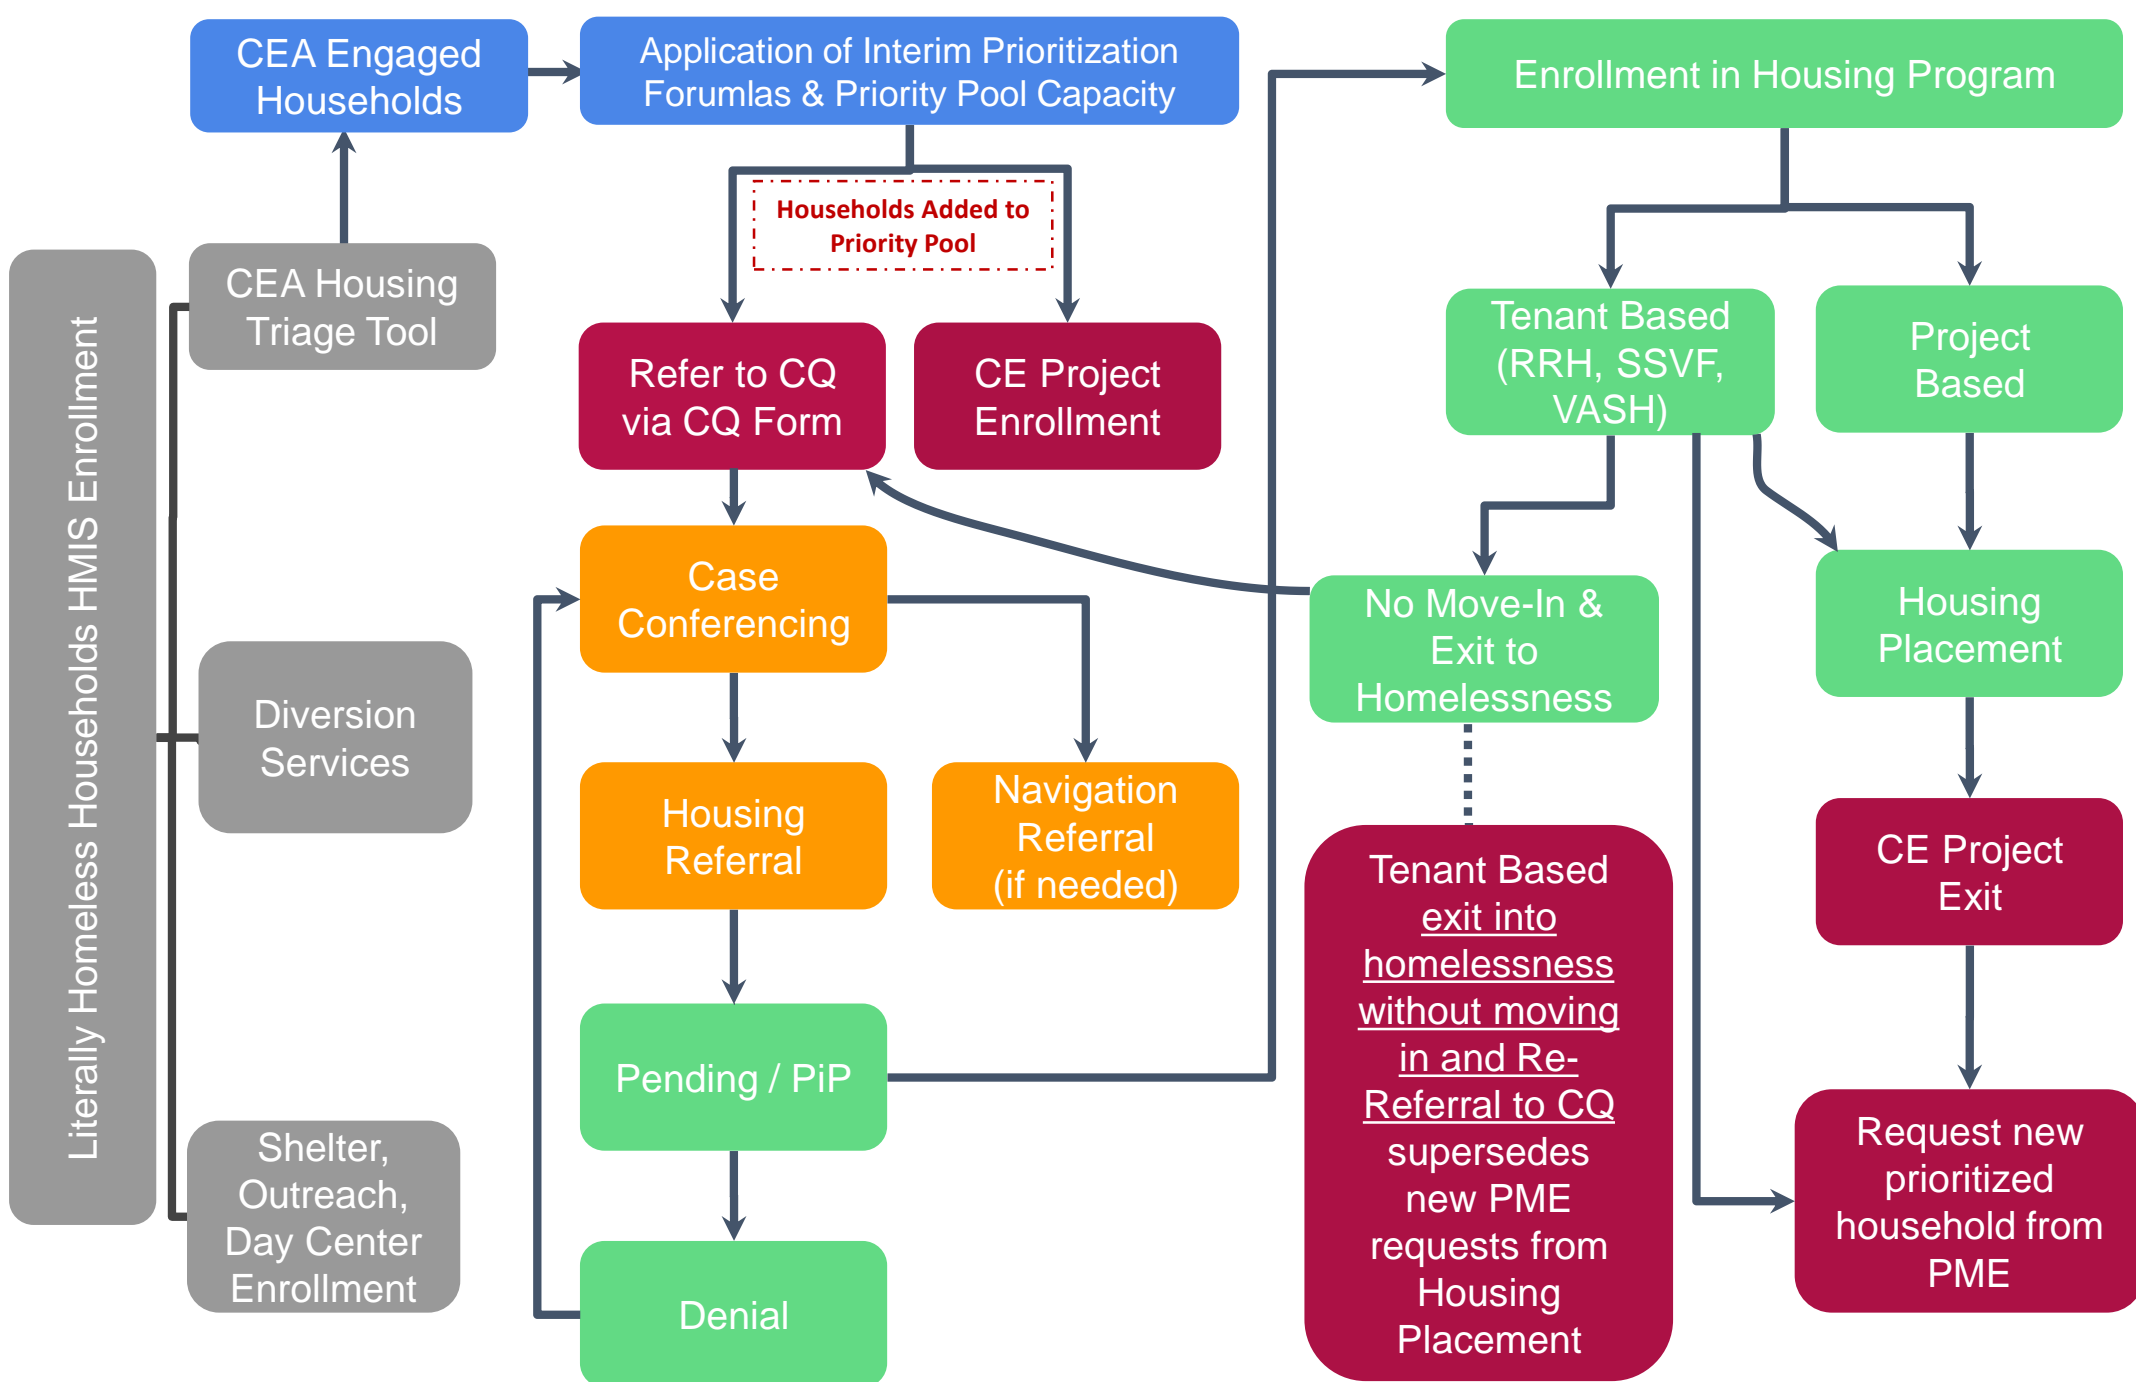 CEA Engaged
Households
Application of Interim Prioritization
Forumlas & Priority Pool Capacity
Enrollment in Housing Program
Households Added to
Priority Pool
Literally Homeless Households HMIS Enrollment
CEA Housing
Triage Tool
Diversion
Services
Shelter,
Outreach,
Day Center
Enrollment
Refer to CQ
via CQ Form
CE Project
Enrollment
Case
Conferencing
Housing
Referral
Navigation
Referral
(if needed)
Pending / PiP
Denial
Tenant Based
(RRH, SSVF,
VASH)
Project
Based
No Move-In &
Exit to
Homelessness
Housing
Placement
Tenant Based
exit into
homelessness
without moving
in and Re-
Referral to CQ
supersedes
new PME
requests from
Housing
Placement
CE Project
Exit
Request new
prioritized
household from
PME